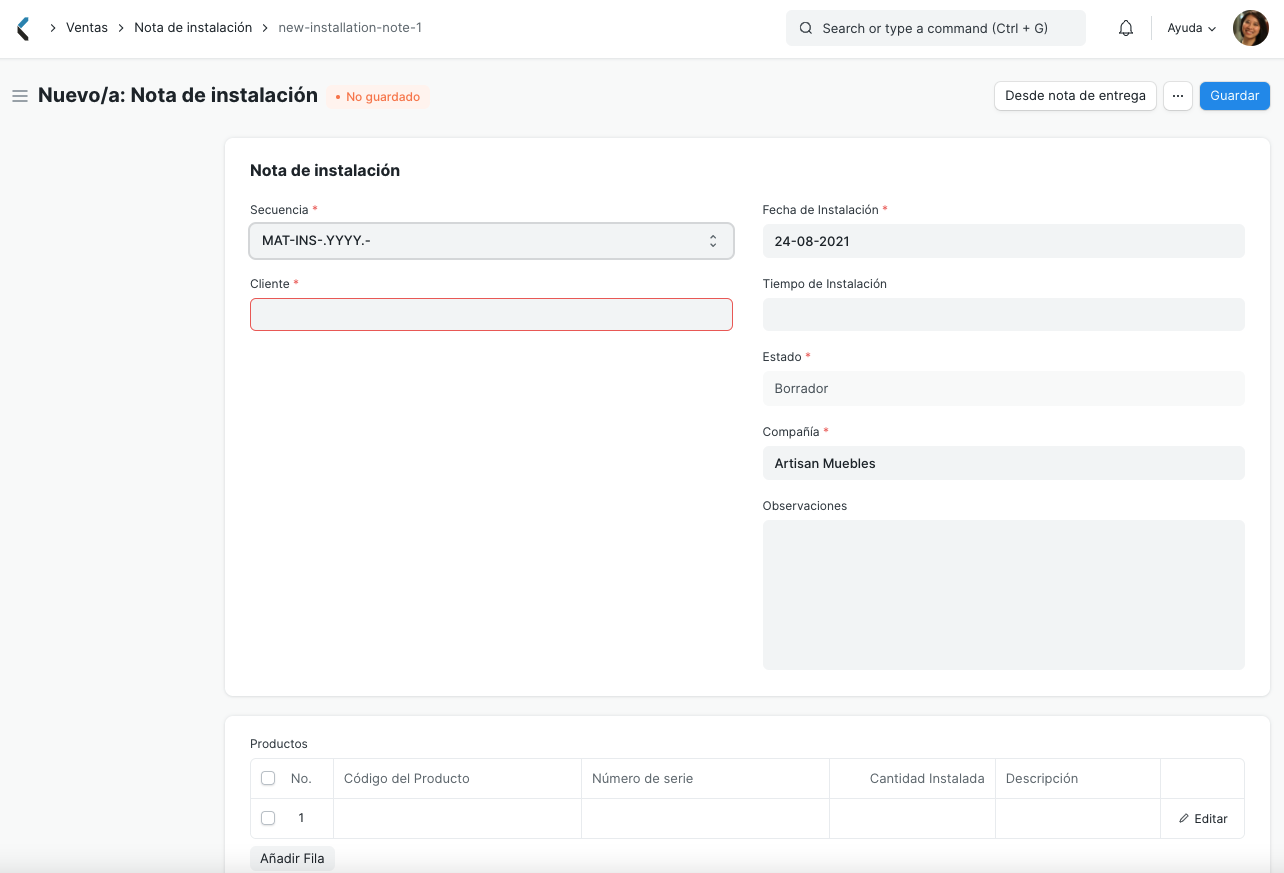 Ventas Nota de instalación new-installation-note-1 Search or type a command (Ctrl + G) Ayuda
Nuevo/a: Nota de instalación • No guardado Desde nota de entrega ··· Guardar
Nota de instalación
Secuencia * Fecha de Instalación *
MAT-INS-.YYYY.- 24-08-2021
Cliente * Tiempo de Instalación
Estado *
Borrador
Compañía *
Artisan Muebles
Observaciones
Productos
No. Código del Producto Número de serie Cantidad Instalada Descripción
1 Editar
Añadir Fila